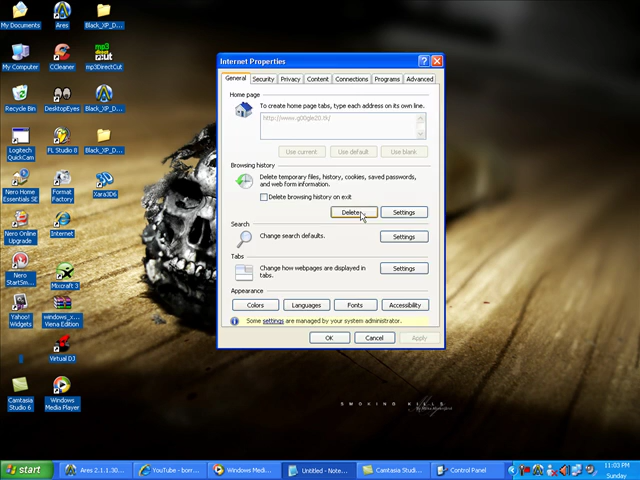 My Documents
Ares
Black_XP_D...
My Computer
CCleaner
mp3DirectCut
Recycle Bin
DesktopEyes
Black_XP_D...
Logitech QuickCam
FL Studio 8
Black_XP_D...
Nero Home Essentials SE
Format Factory
Xara3D6
Nero Online Upgrade
Internet
Nero StartSm...
Mixcraft 3
Yahoo! Widgets
windows_x... Viena Edition
Virtual DJ
Camtasia Studio 6
Windows Media Player
Internet Properties
General Security Privacy Content Connections Programs Advanced
Home page
To create home page tabs, type each address on its own line.
Use current Use default Use blank
Browsing history
Delete temporary files, history, cookies, saved passwords,
and web form information.
Delete browsing history on exit
Delete... Settings
Search
Change search defaults. Settings
Tabs
Change how webpages are displayed in
tabs.
Settings
Appearance
Colors Languages Fonts Accessibility
Some settings are managed by your system administrator.
OK Cancel Apply
SMOKING KILLS
start Ares 2.1.1.30... YouTube - borr... Windows Medi... Untitled - Note... Camtasia Studi... Control Panel
11:03 PM
Sunday